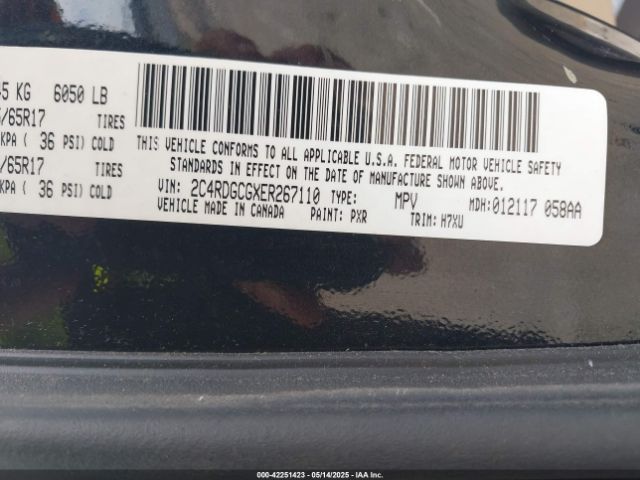 5 KG 6050 LB
/65R17 TIRES
KPA ( 36 PSI) COLD
/65R17 TIRES
KPA ( 36 PSI) COLD
THIS VEHICLE CONFORMS TO ALL APPLICABLE U.S.A. FEDERAL MOTOR VEHICLE SAFETY
STANDARDS IN EFFECT ON THE DATE OF MANUFACTURE SHOWN ABOVE.
VIN: 2C4RDGCGXER267110 TYPE: MPV MDH:012117 058AA
VEHICLE MADE IN CANADA PAINT: PXR TRIM: H7XU
000-42251423 - 05/14/2025 - IAAI Inc.